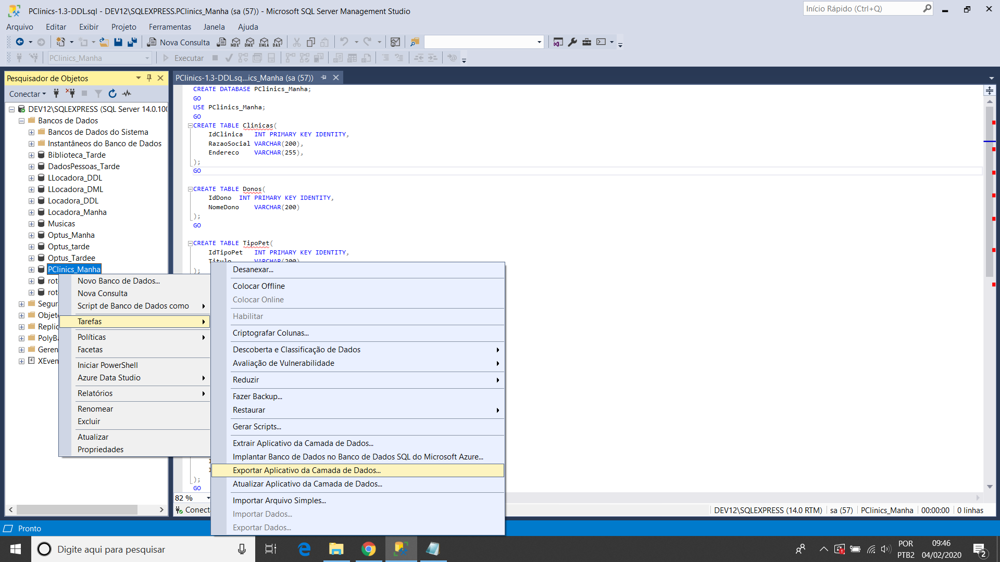 PClinics-1.3-DDL.sql - DEV12\SQLEXPRESS.PClinics_Manha (sa (57)) - Microsoft SQL Server Management Studio
Início Rápido (Ctrl+Q)
Arquivo Editar Exibir Projeto Ferramentas Janela Ajuda
Nova Consulta MDX DMX XMLA DAX
PClinics_Manha Executar
Pesquisador de Objetos
Conectar
DEV12\SQLEXPRESS (SQL Server 14.0.100
Bancos de Dados
Bancos de Dados do Sistema
Instantâneos do Banco de Dados
Biblioteca_Tarde
DadosPessoas_Tarde
LLocadora_DDL
LLocadora_DML
Locadora_DDL
Locadora_Manha
Musicas
Optus_Manha
Optus_tarde
Optus_Tardee
PClinics_Manha
rot
rot
Segur
Objet
Replic
PolyBa
Geren
XEven
PClinics-1.3-DDL.sq...ics_Manha (sa (57))
CREATE DATABASE PClinics_Manha;
GO
USE PClinics_Manha;
GO
CREATE TABLE Clinicas(
IdClinica INT PRIMARY KEY IDENTITY,
RazaoSocial VARCHAR(200),
Endereco VARCHAR(255),
);
GO
CREATE TABLE Donos(
IdDono INT PRIMARY KEY IDENTITY,
NomeDono VARCHAR(200)
);
GO
CREATE TABLE TipoPet(
IdTipoPet INT PRIMARY KEY IDENTITY,
Titulo VARCHAR(200)
);
Novo Banco de Dados...
Nova Consulta
Script de Banco de Dados como
Tarefas
Políticas
Facetas
Iniciar PowerShell
Azure Data Studio
Relatórios
Renomear
Excluir
Atualizar
Propriedades
Desanexar...
Colocar Offline
Colocar Online
Habilitar
Criptografar Colunas...
Descoberta e Classificação de Dados
Avaliação de Vulnerabilidade
Reduzir
Fazer Backup...
Restaurar
Gerar Scripts...
Extrair Aplicativo da Camada de Dados...
Implantar Banco de Dados no Banco de Dados SQL do Microsoft Azure...
Exportar Aplicativo da Camada de Dados...
Atualizar Aplicativo da Camada de Dados...
Importar Arquivo Simples...
Importar Dados...
Exportar Dados...
);
GO
82 %
Conect
DEV12\SQLEXPRESS (14.0 RTM) sa (57) PClinics_Manha 00:00:00 0 linhas
Pronto
Digite aqui para pesquisar
POR
PTB2
09:46
04/02/2020
2